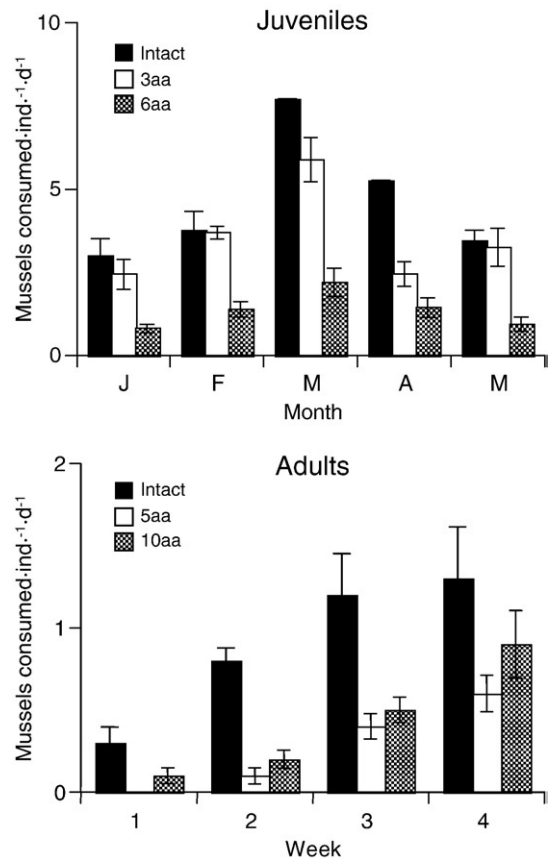 Juveniles
Mussels consumed·ind.⁻¹·d⁻¹
10
5
0
Intact
3aa
6aa
J F M A M
Month
Adults
Mussels consumed·ind.⁻¹·d⁻¹
2
1
0
Intact
5aa
10aa
1 2 3 4
Week